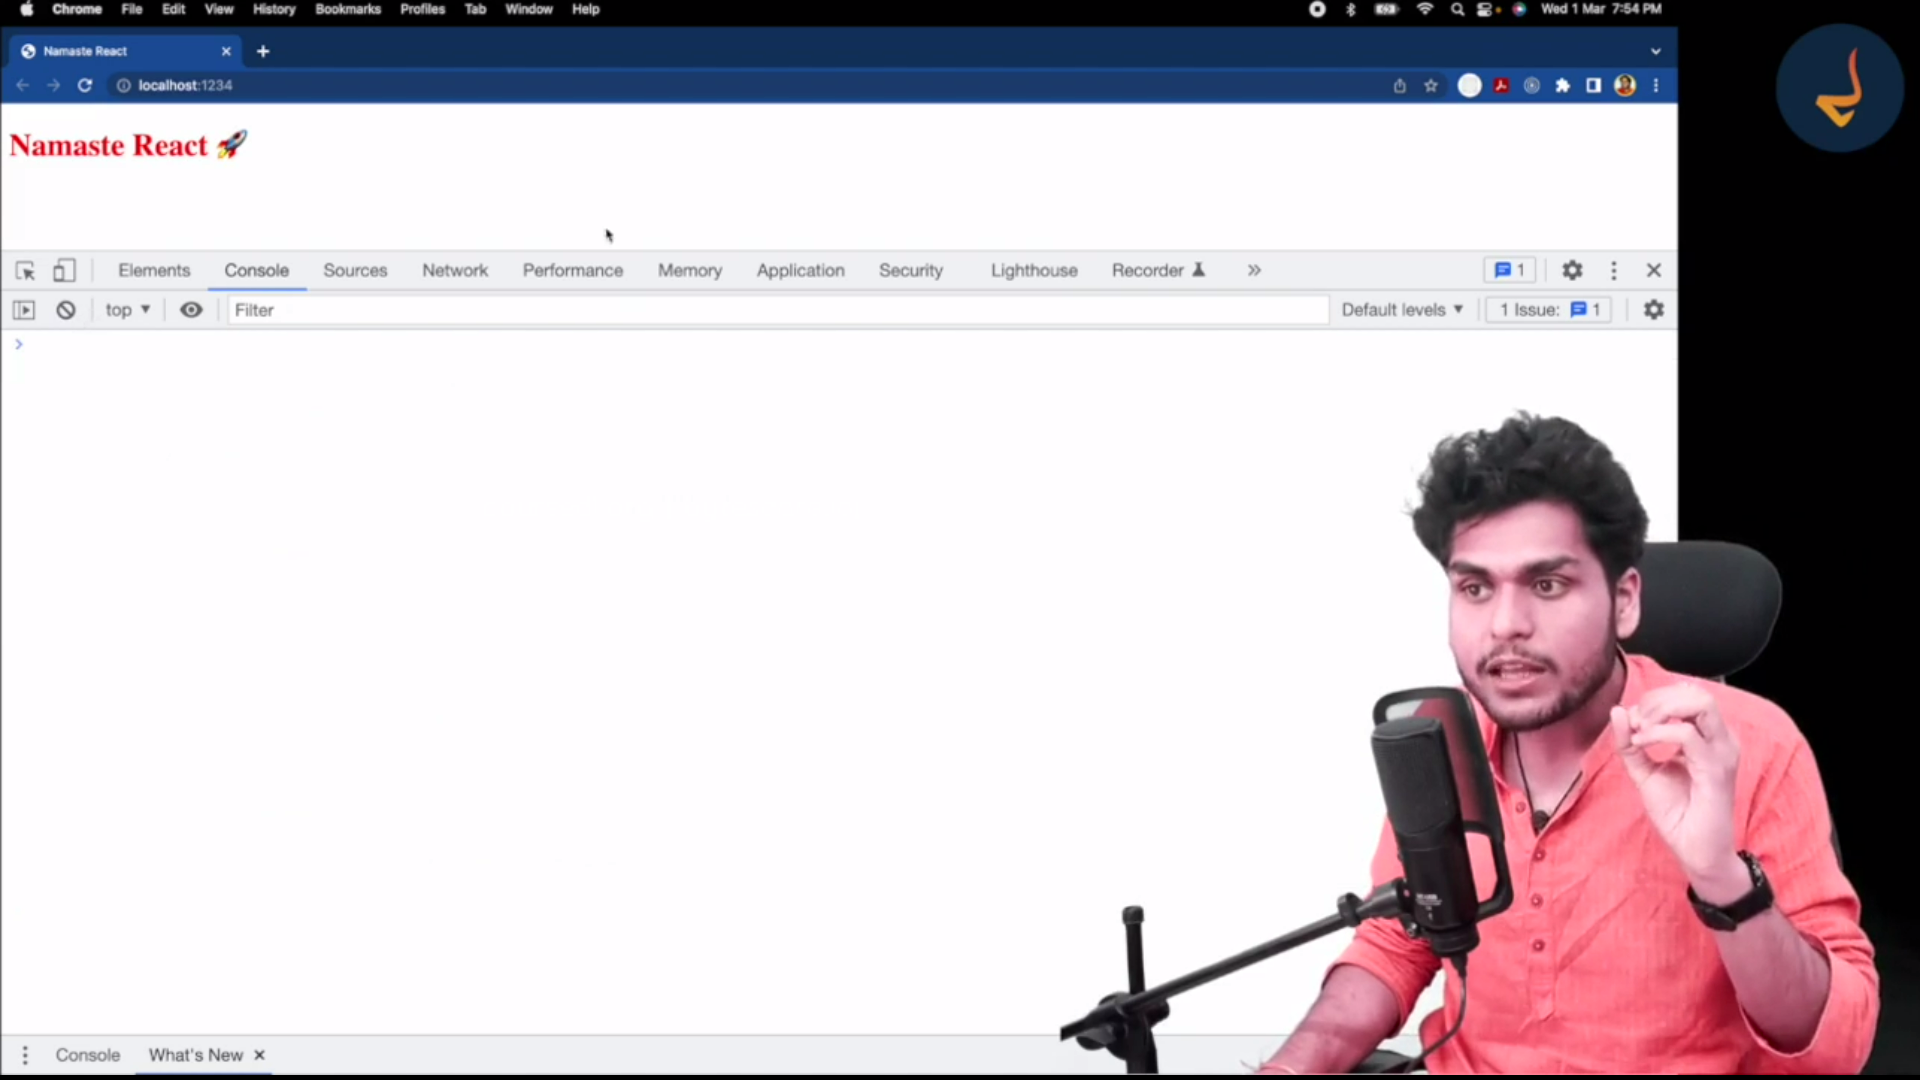 Chrome File Edit View History Bookmarks Profiles Tab Window Help Wed 1 Mar 7:54 PM
Namaste React
localhost:1234
Namaste React 🚀
Elements Console Sources Network Performance Memory Application Security Lighthouse Recorder 1
top Filter Default levels 1 Issue: 1
Console What's New